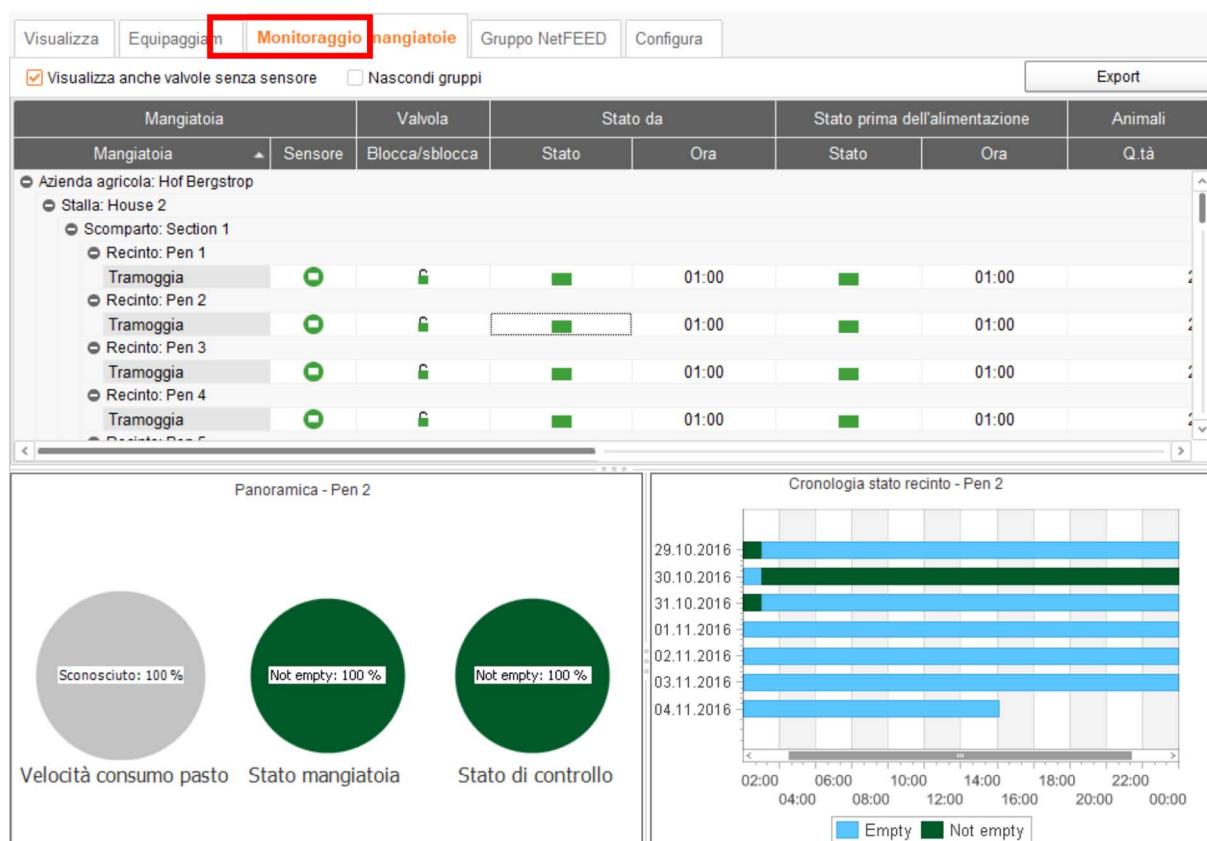 Visualizza Equipaggiam Monitoraggio mangiatoie Gruppo NetFEED Configura
Visualizza anche valvole senza sensore Nascondi gruppi Export
Mangiatoia Valvola Stato da Stato prima dell'alimentazione Animali
Mangiatoia Sensore Blocca/sblocca Stato Ora Stato Ora Q.tà
Azienda agricola: Hof Bergstrop
Stalla: House 2
Scomparto: Section 1
Recinto: Pen 1
Tramoggia 01:00 01:00 2
Recinto: Pen 2
Tramoggia 01:00 01:00 2
Recinto: Pen 3
Tramoggia 01:00 01:00 2
Recinto: Pen 4
Tramoggia 01:00 01:00 2
Panoramica - Pen 2
Sconosciuto: 100 % Not empty: 100 % Not empty: 100 %
Velocità consumo pasto Stato mangiatoia Stato di controllo
Cronologia stato recinto - Pen 2
29.10.2016
30.10.2016
31.10.2016
01.11.2016
02.11.2016
03.11.2016
04.11.2016
02:00 06:00 10:00 14:00 18:00 22:00
04:00 08:00 12:00 16:00 20:00 00:00
Empty Not empty